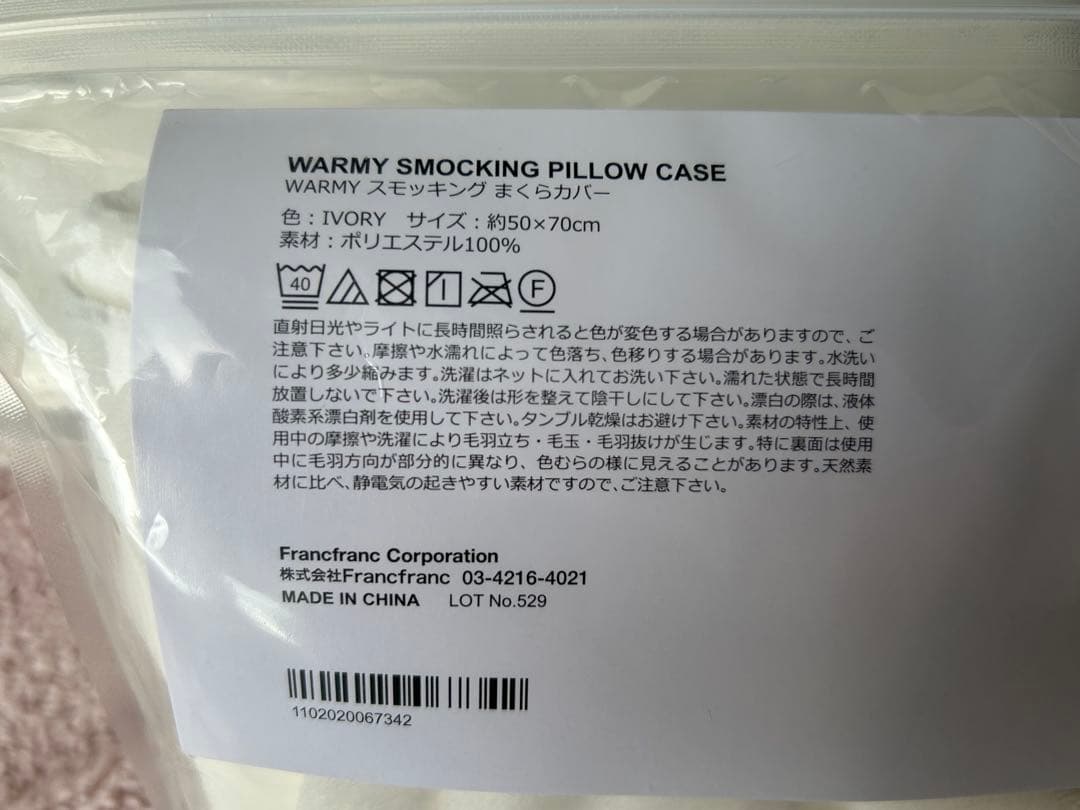 WARMY SMOCKING PILLOW CASE
WARMY スモッキング まくらカバー
色：IVORY　サイズ：約50×70cm
素材：ポリエステル100%
40 F
直射日光やライトに長時間照らされると色が変色する場合がありますので、ご
注意下さい。摩擦や水濡れによって色落ち、色移りする場合があります。水洗い
により多少縮みます。洗濯はネットに入れてお洗い下さい。濡れた状態で長時間
放置しないで下さい。洗濯後は形を整えて陰干しにして下さい。漂白の際は、液体
酸素系漂白剤を使用して下さい。タンブル乾燥はお避け下さい。素材の特性上、使
用中の摩擦や洗濯により毛羽立ち・毛玉・毛羽抜けが生じます。特に裏面は使用
中に毛羽方向が部分的に異なり、色むらの様に見えることがあります。天然素
材に比べ、静電気の起きやすい素材ですので、ご注意下さい。
Francfranc Corporation
株式会社Francfranc 03-4216-4021
MADE IN CHINA LOT No.529
1102020067342